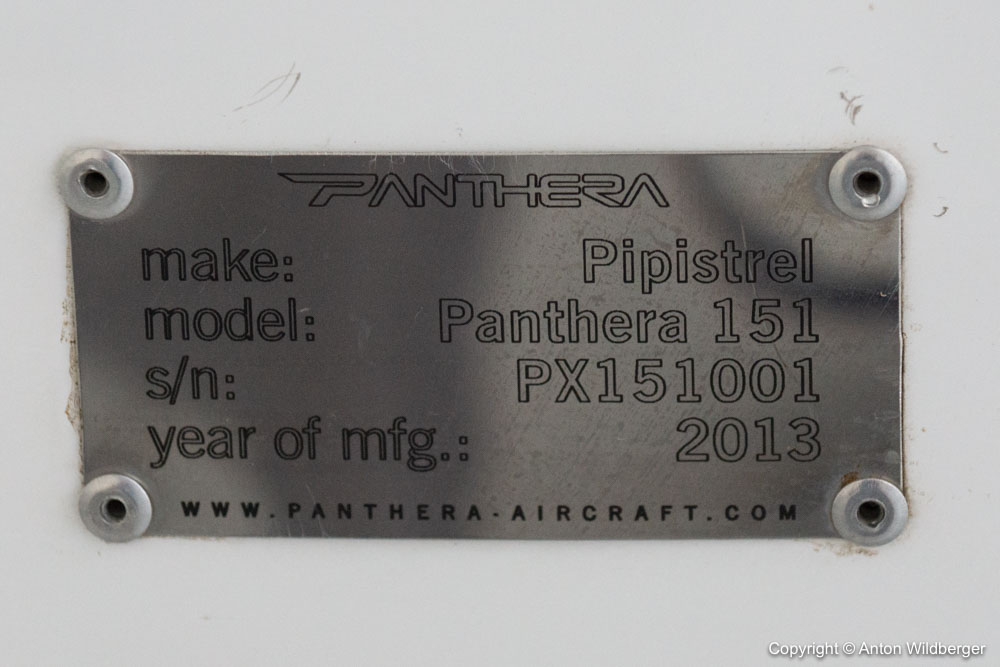 PANTHERA
make: Pipistrel
model: Panthera 151
s/n: PX151001
year of mfg.: 2013
WWW.PANTHERA-AIRCRAFT.COM
Copyright © Anton Wildberger